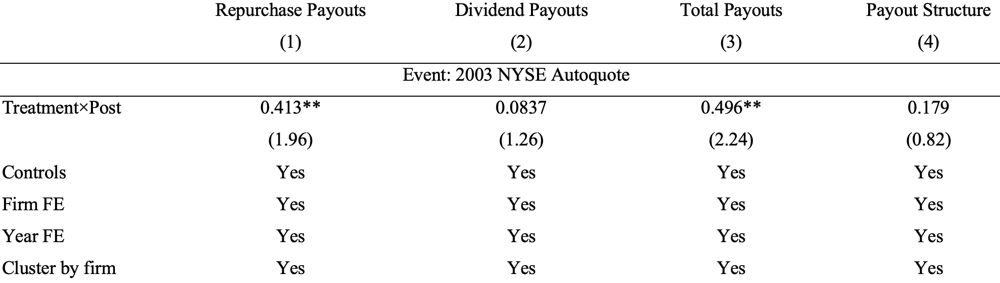 Repurchase Payouts Dividend Payouts Total Payouts Payout Structure
(1) (2) (3) (4)
Event: 2003 NYSE Autoquote
Treatment×Post 0.413** 0.0837 0.496** 0.179
(1.96) (1.26) (2.24) (0.82)
Controls Yes Yes Yes Yes
Firm FE Yes Yes Yes Yes
Year FE Yes Yes Yes Yes
Cluster by firm Yes Yes Yes Yes